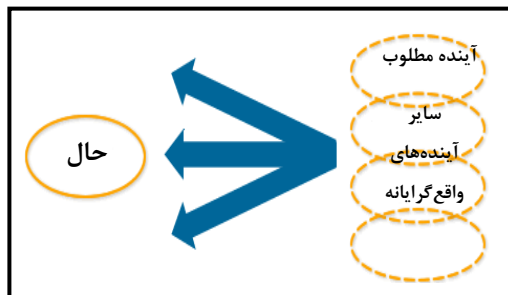 آینده مطلوب
سایر
آینده‌های
واقع‌گرایانه
حال